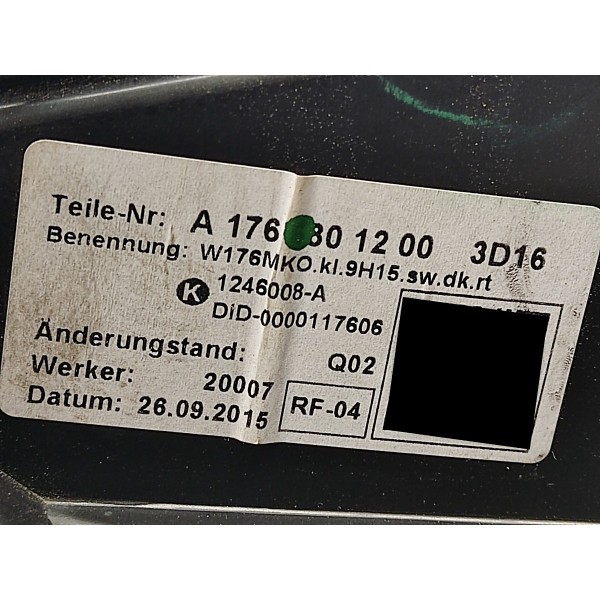 Teile-Nr: A 176 80 12 00 3D16
Benennung: W176MKO.kl.9H15.sw.dk.rt
K 1246008-A
DiD-0000117606
Änderungstand: Q02
Werker: 20007
Datum: 26.09.2015 RF-04